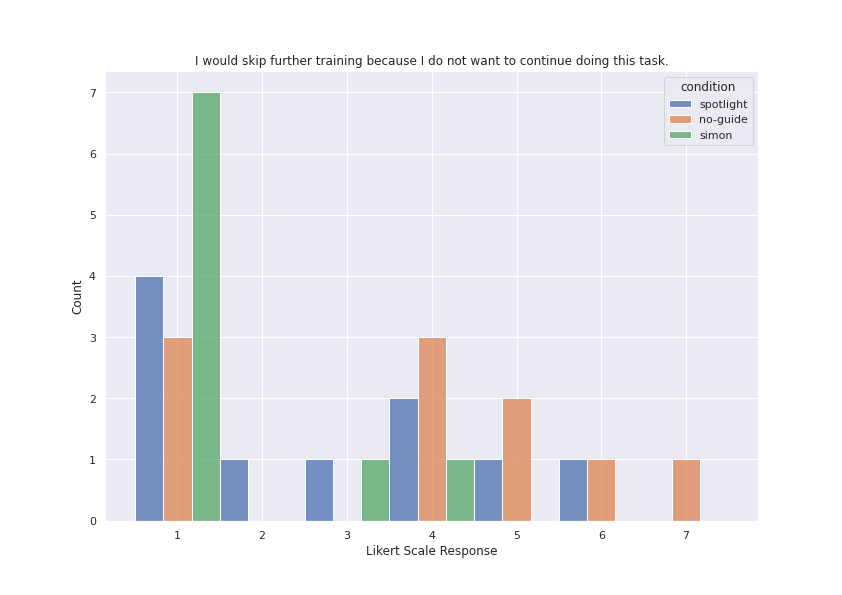 I would skip further training because I do not want to continue doing this task.
condition
spotlight
no-guide
simon
7
6
5
4
3
2
1
0
Count
1 2 3 4 5 6 7
Likert Scale Response